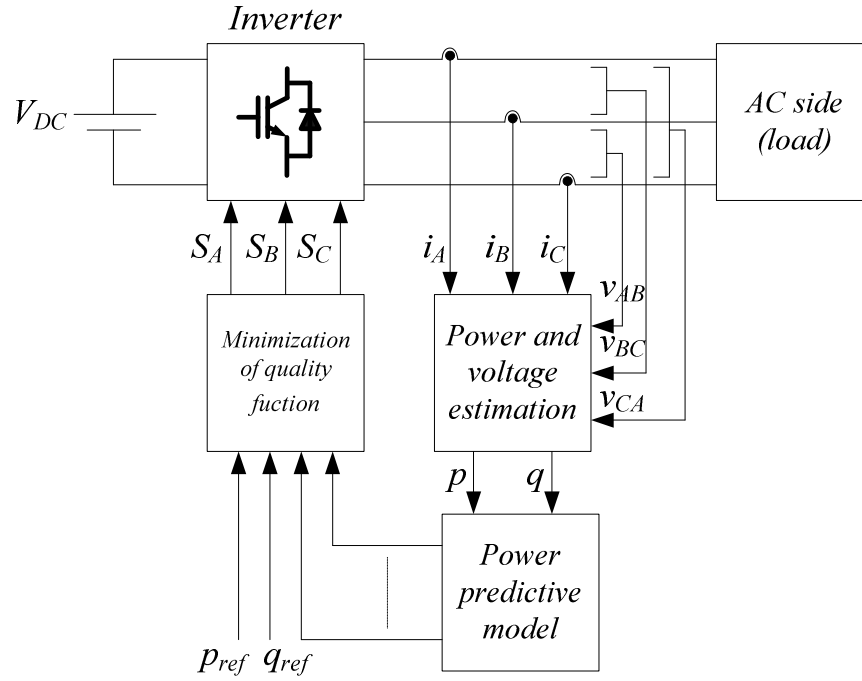 Inverter
V_DC
AC side
(load)
S_A
S_B
S_C
i_A
i_B
i_C
v_AB
v_BC
v_CA
Minimization
of quality
fuction
Power and
voltage
estimation
p
q
Power
predictive
model
p_ref
q_ref